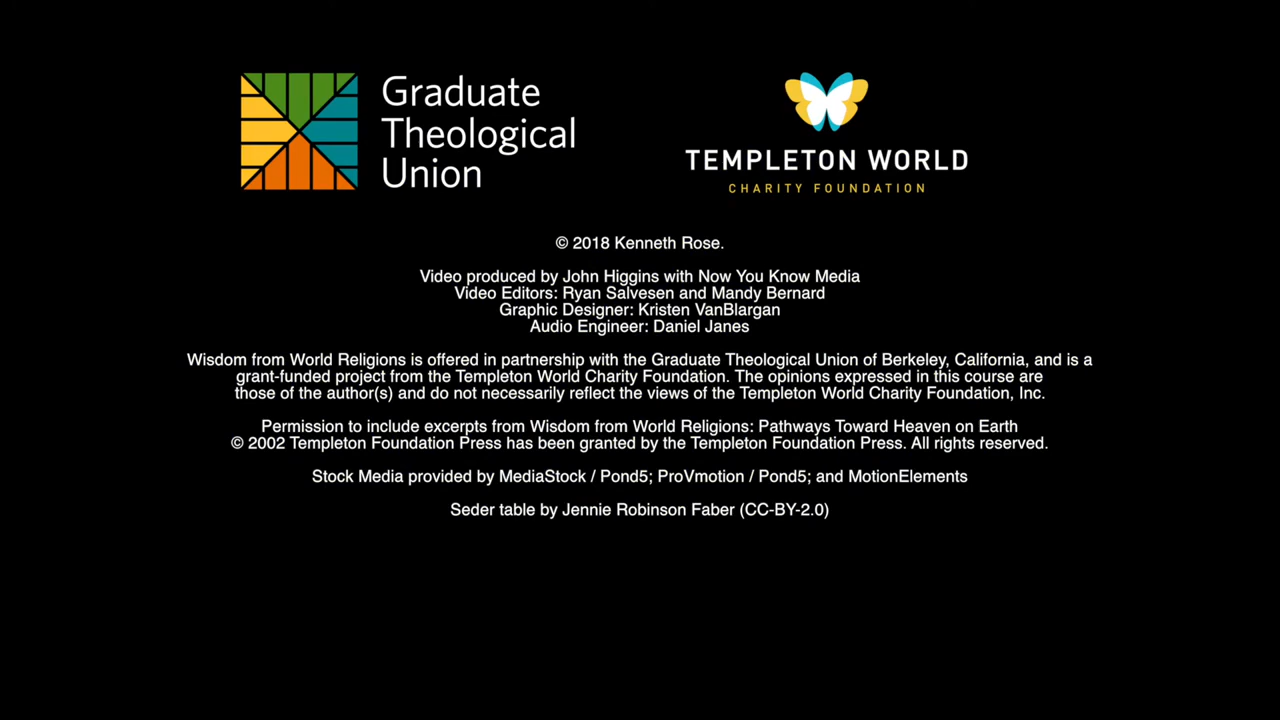 Graduate
Theological
Union
TEMPLETON WORLD
CHARITY FOUNDATION
© 2018 Kenneth Rose.
Video produced by John Higgins with Now You Know Media
Video Editors: Ryan Salvesen and Mandy Bernard
Graphic Designer: Kristen VanBlargan
Audio Engineer: Daniel Janes
Wisdom from World Religions is offered in partnership with the Graduate Theological Union of Berkeley, California, and is a
grant-funded project from the Templeton World Charity Foundation. The opinions expressed in this course are
those of the author(s) and do not necessarily reflect the views of the Templeton World Charity Foundation, Inc.
Permission to include excerpts from Wisdom from World Religions: Pathways Toward Heaven on Earth
© 2002 Templeton Foundation Press has been granted by the Templeton Foundation Press. All rights reserved.
Stock Media provided by MediaStock / Pond5; ProVmotion / Pond5; and MotionElements
Seder table by Jennie Robinson Faber (CC-BY-2.0)